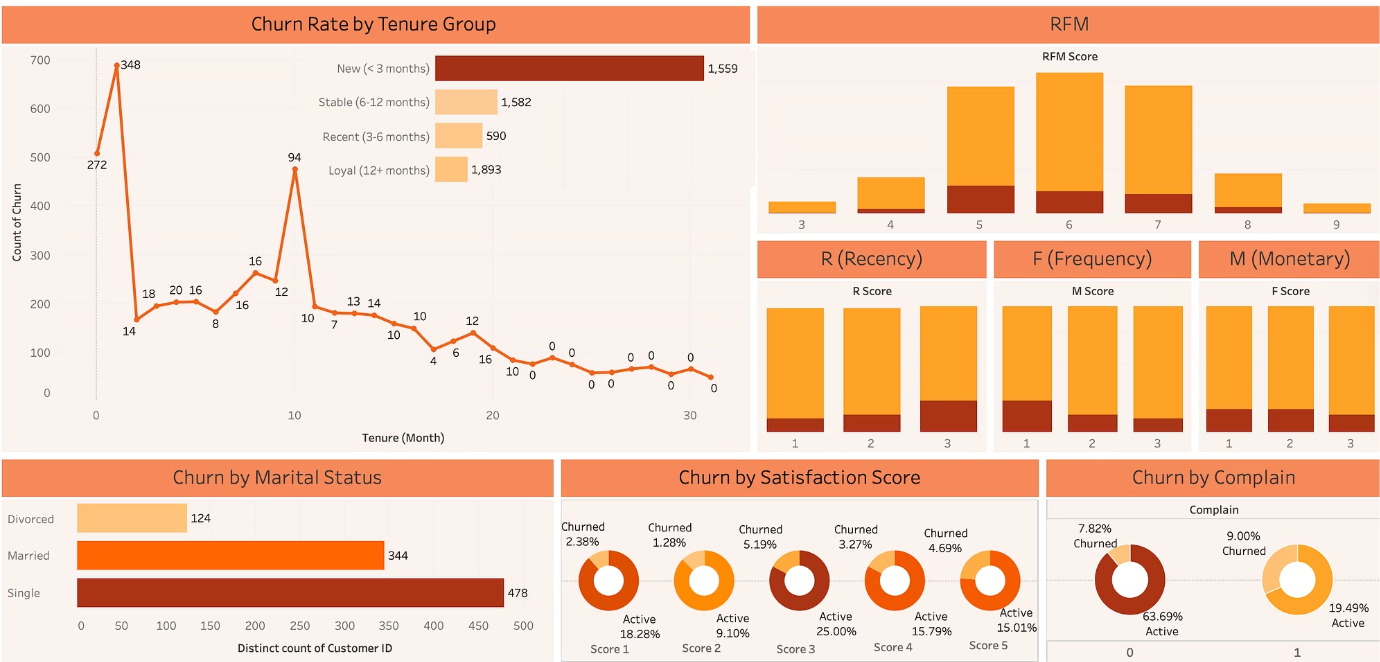 Churn Rate by Tenure Group
700
600
500
400
300
200
100
0
Count of Churn
0
10
20
30
Tenure (Month)
272
348
14
18
20
16
8
16
16
12
94
10
7
13
14
10
10
4
6
12
16
10
0
0
0
0
0
0
0
0
0
0
New (< 3 months)
1,559
Stable (6-12 months)
1,582
Recent (3-6 months)
590
Loyal (12+ months)
1,893
RFM
RFM Score
3 4 5 6 7 8 9
R (Recency)
R Score
1 2 3
F (Frequency)
M Score
1 2 3
M (Monetary)
F Score
1 2 3
Churn by Marital Status
Divorced
124
Married
344
Single
478
0 50 100 150 200 250 300 350 400 450 500
Distinct count of Customer ID
Churn by Satisfaction Score
Churned
2.38%
Active
18.28%
Score 1
Churned
1.28%
Active
9.10%
Score 2
Churned
5.19%
Active
25.00%
Score 3
Churned
3.27%
Active
15.79%
Score 4
Churned
4.69%
Active
15.01%
Score 5
Churn by Complain
Complain
7.82%
Churned
63.69%
Active
0
9.00%
Churned
19.49%
Active
1